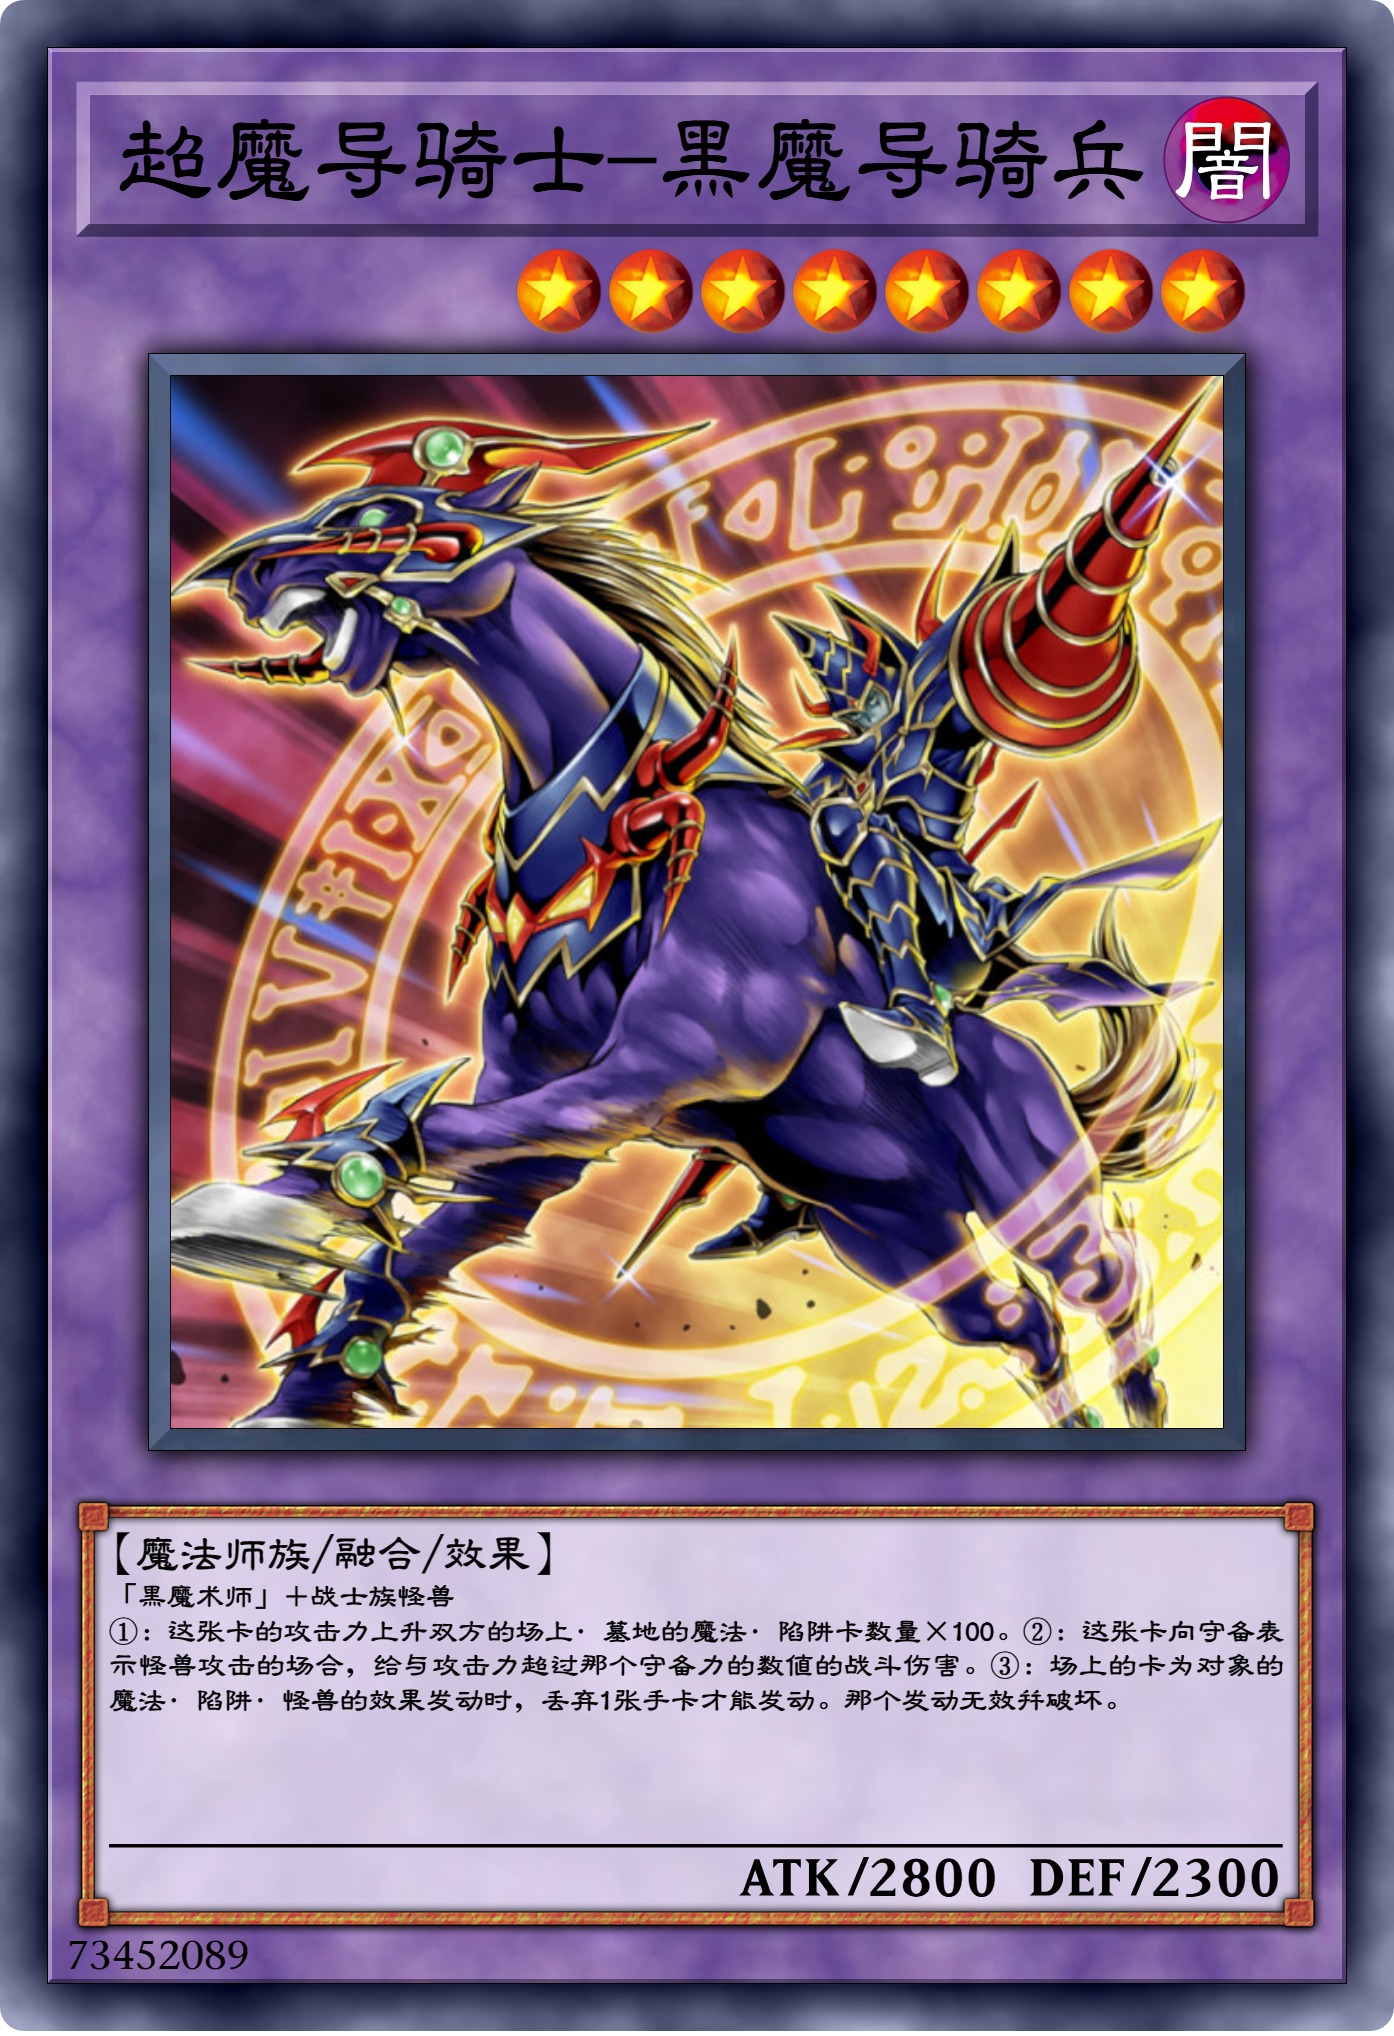 超魔导骑士-黑魔导骑兵 闇
【魔法师族/融合/效果】
「黑魔术师」＋战士族怪兽
①：这张卡的攻击力上升双方的场上·墓地的魔法·陷阱卡数量×100。②：这张卡向守备表
示怪兽攻击的场合，给与攻击力超过那个守备力的数值的战斗伤害。③：场上的卡为对象的
魔法·陷阱·怪兽的效果发动时，丢弃1张手卡才能发动。那个发动无效并破坏。
ATK/2800 DEF/2300
73452089